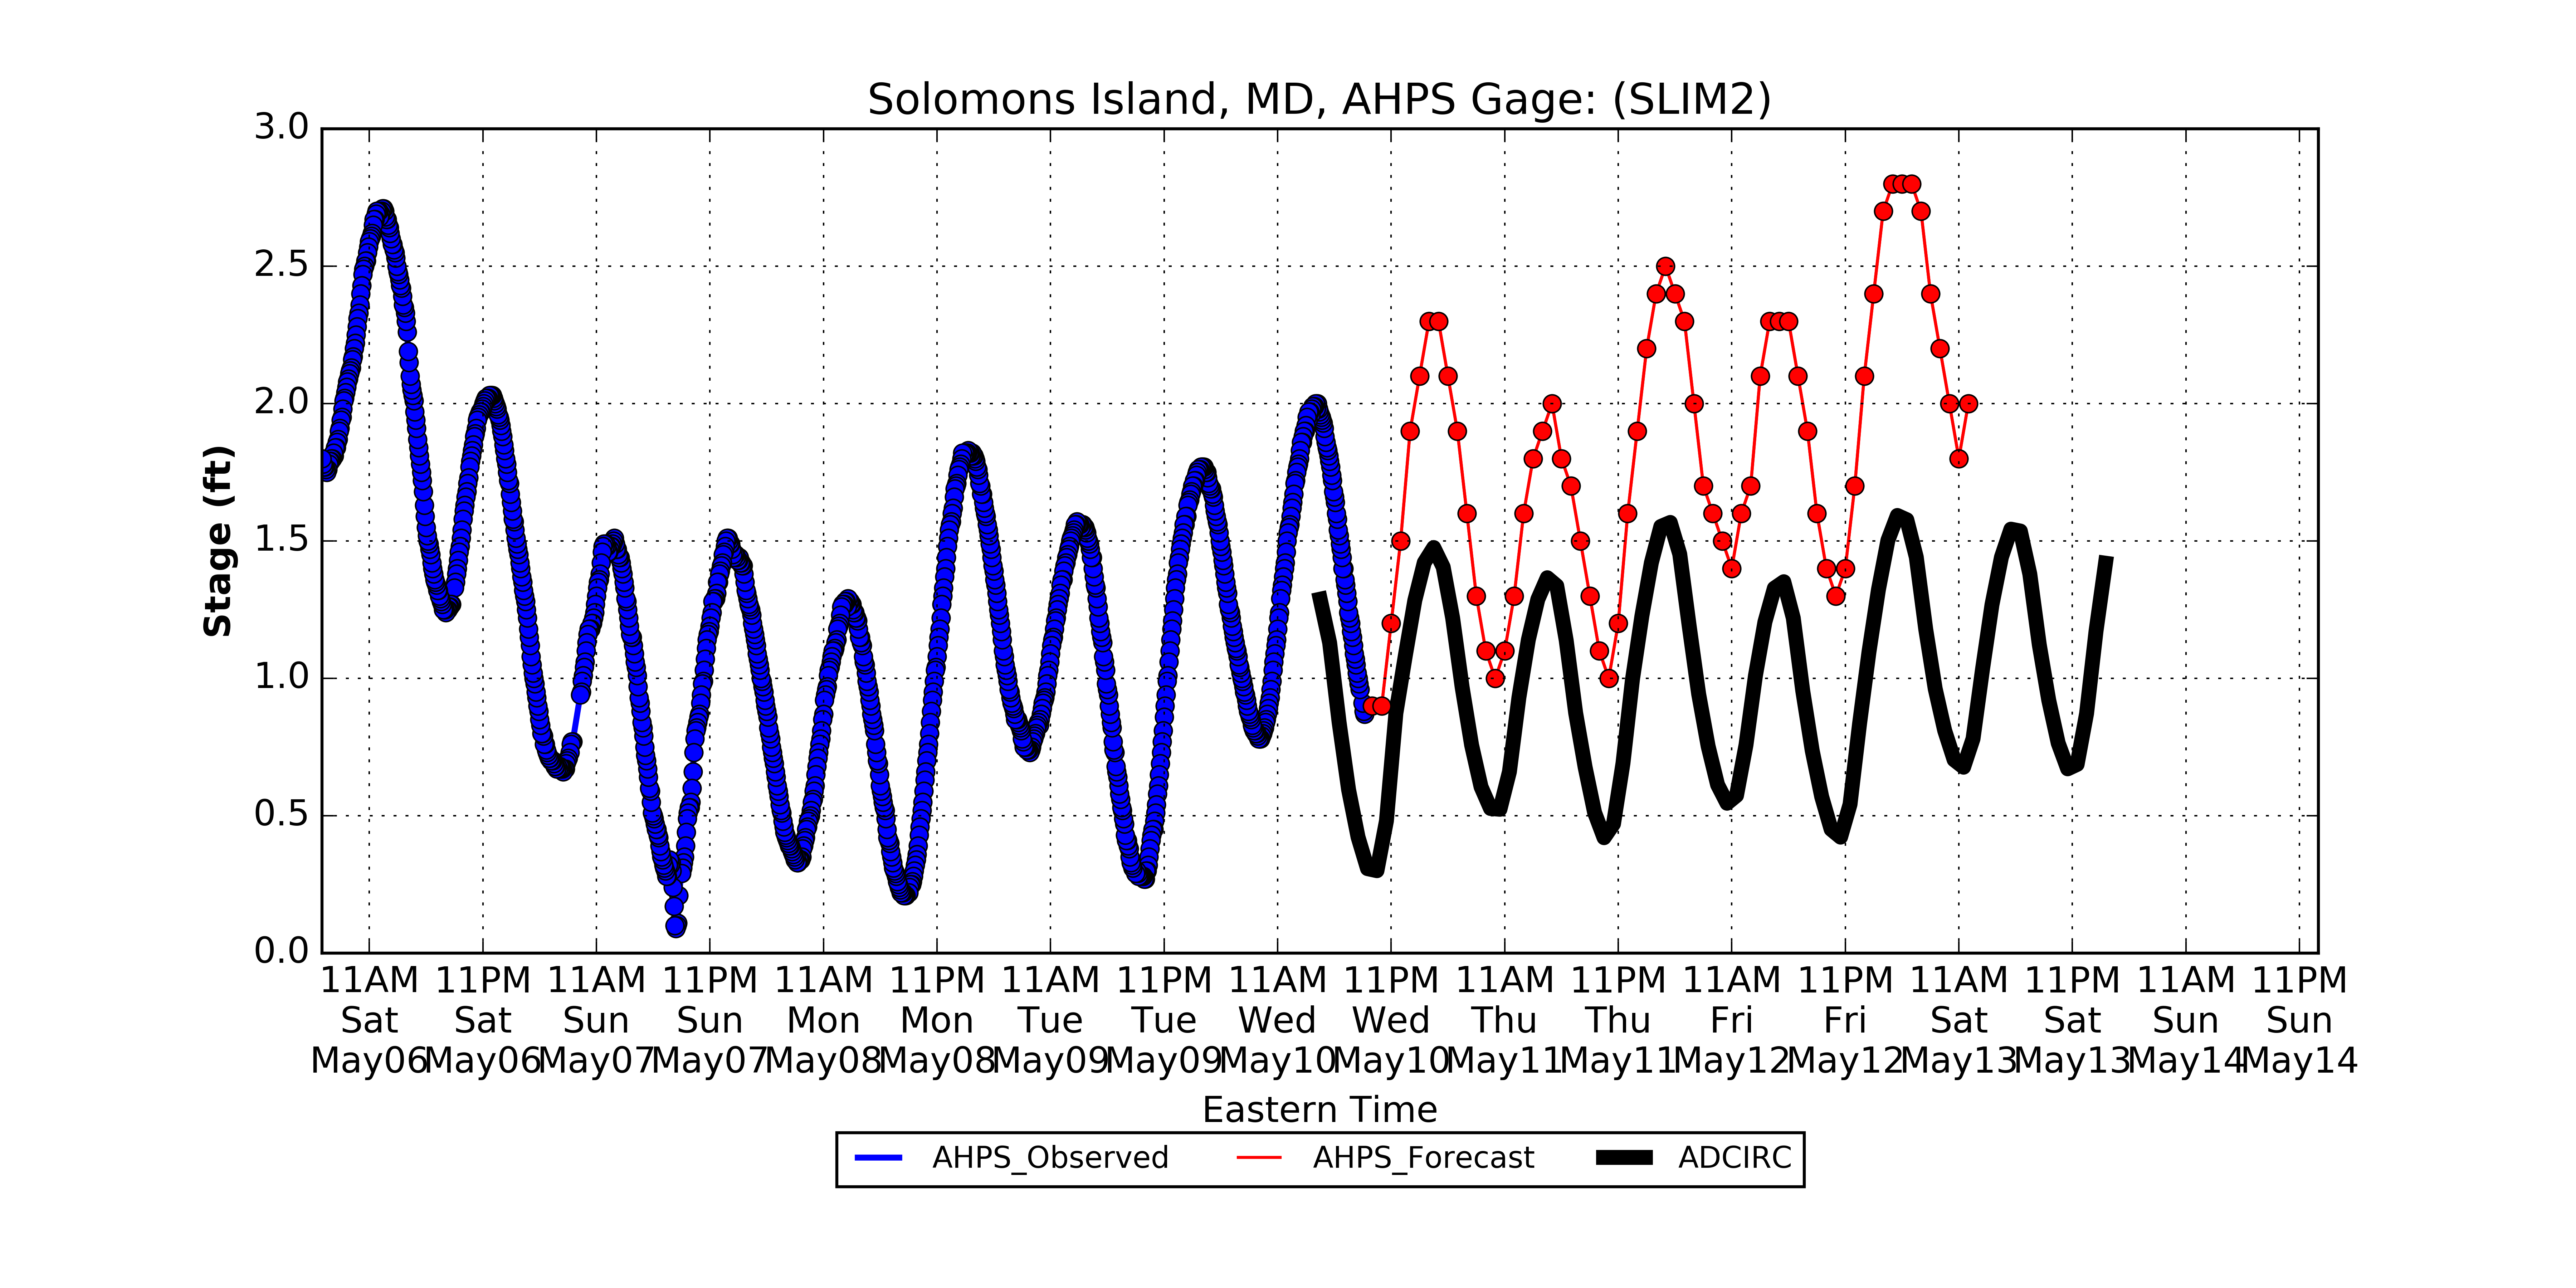 Solomons Island, MD, AHPS Gage: (SLIM2)
3.0
2.5
2.0
1.5
1.0
0.5
0.0
Stage (ft)
11AM 11PM 11AM 11PM 11AM 11PM 11AM 11PM 11AM 11PM 11AM 11PM 11AM 11PM 11AM 11PM 11AM 11PM
Sat Sat Sun Sun Mon Mon Tue Tue Wed Wed Thu Thu Fri Fri Sat Sat Sun Sun
May06 May06 May07 May07 May08 May08 May09 May09 May10 May10 May11 May11 May12 May12 May13 May13 May14 May14
Eastern Time
AHPS_Observed AHPS_Forecast ADCIRC